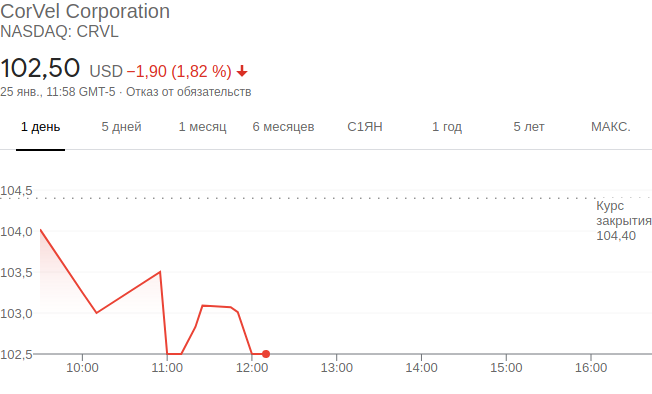 CorVel Corporation
NASDAQ: CRVL
102,50 USD −1,90 (1,82 %)
25 янв., 11:58 GMT-5 · Отказ от обязательств
1 день 5 дней 1 месяц 6 месяцев С1ЯН 1 год 5 лет МАКС.
104,5
Курс
закрытия
104,40
104,0
103,5
103,0
102,5
10:00 11:00 12:00 13:00 14:00 15:00 16:00